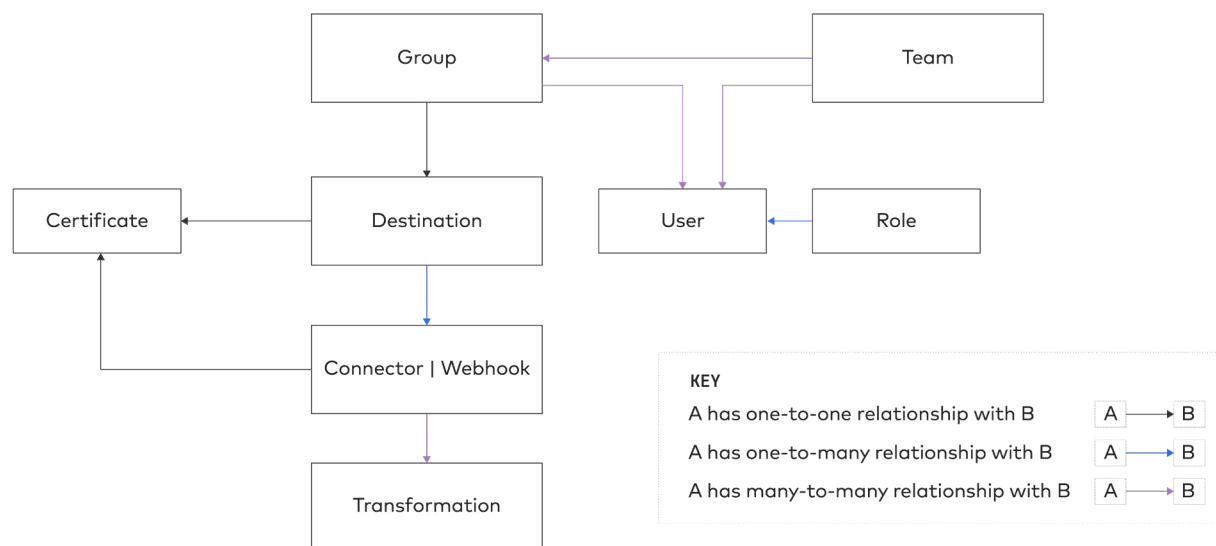 Group
Team
Certificate
Destination
User
Role
Connector | Webhook
Transformation
KEY
A has one-to-one relationship with B A B
A has one-to-many relationship with B A B
A has many-to-many relationship with B A B